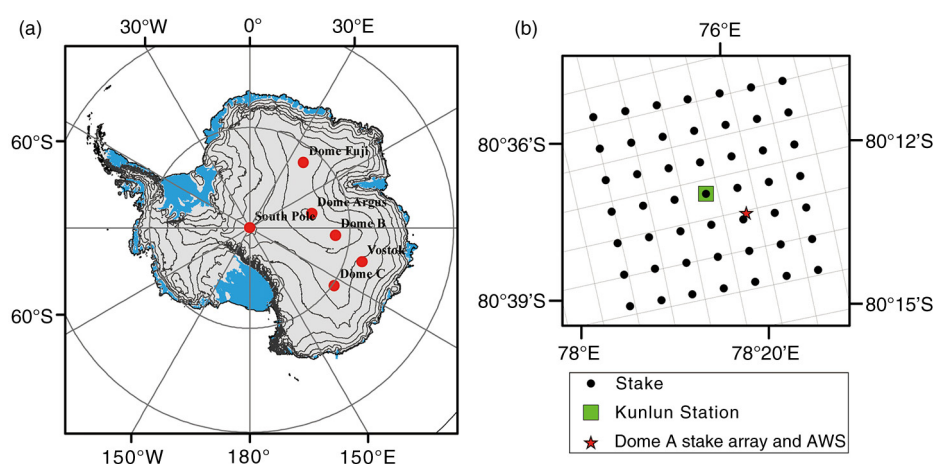 (a)
30°W
0°
30°E
60°S
60°S
Dome Fuji
Dome Argus
South Pole
Dome B
Vostok
Dome C
150°W
180°
150°E
(b)
76°E
80°36'S
80°12'S
80°39'S
80°15'S
78°E
78°20'E
Stake
Kunlun Station
Dome A stake array and AWS